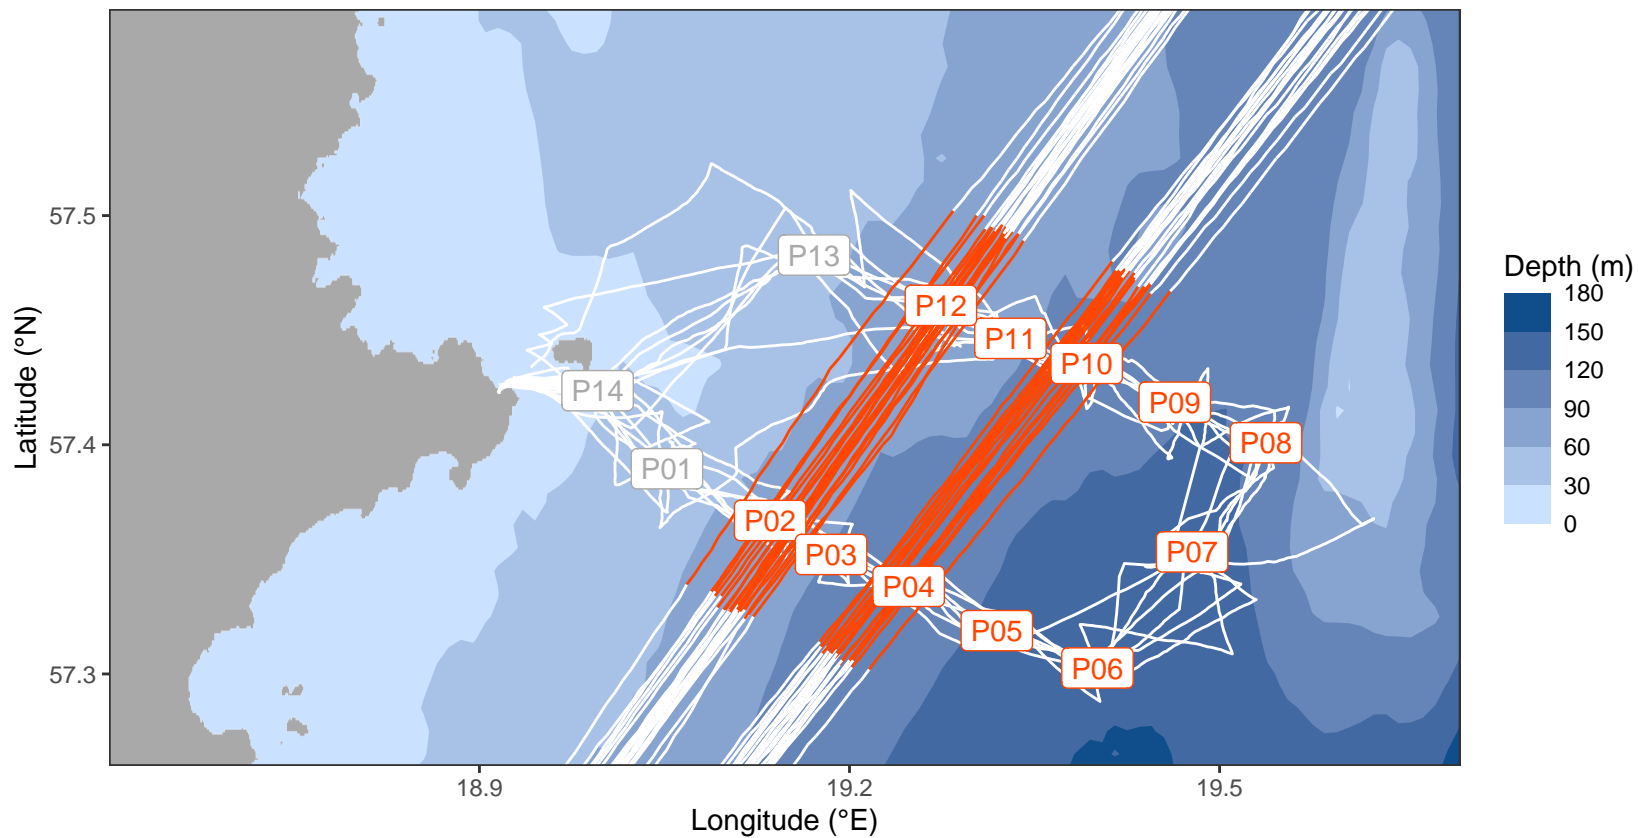 Depth (m)
180
150
120
90
60
30
0
57.5
57.4
57.3
Latitude (°N)
P13
P12
P11
P10
P14
P09
P08
P01
P02
P03
P07
P04
P05
P06
18.9
19.2
19.5
Longitude (°E)